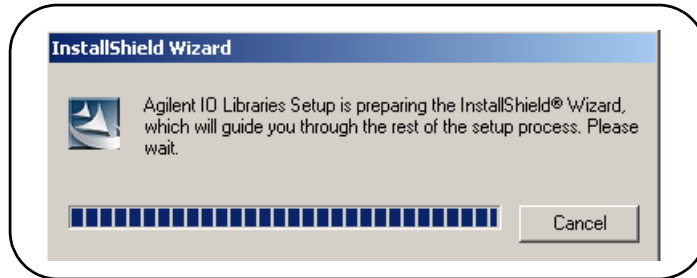 InstallShield Wizard
Agilent IO Libraries Setup is preparing the InstallShield® Wizard,
which will guide you through the rest of the setup process. Please
wait.
Cancel